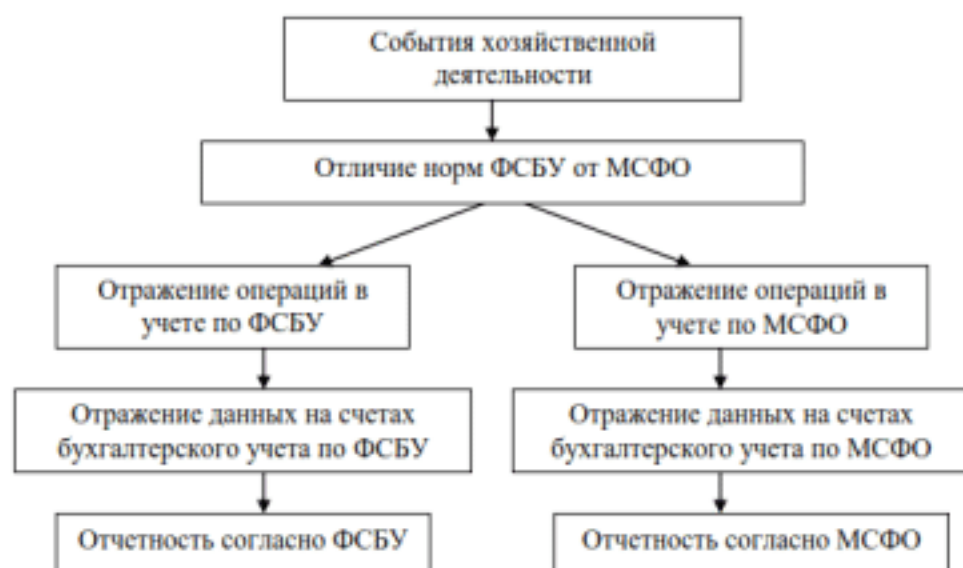 События хозяйственной
деятельности
Отличие норм ФСБУ от МСФО
Отражение операций в
учете по ФСБУ
Отражение операций в
учете по МСФО
Отражение данных на счетах
бухгалтерского учета по ФСБУ
Отражение данных на счетах
бухгалтерского учета по МСФО
Отчетность согласно ФСБУ
Отчетность согласно МСФО